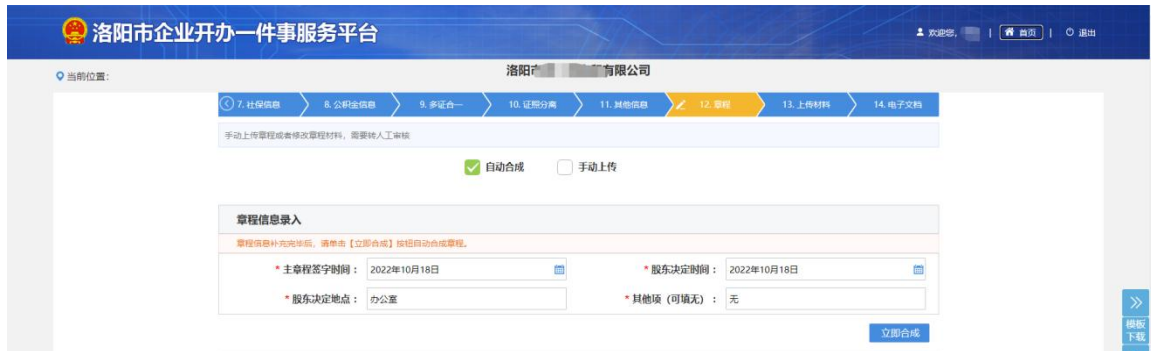 洛阳市企业开办一件事服务平台
欢迎您, | 首页 | 退出
当前位置: 洛阳市 有限公司
7. 社保信息 8. 公积金信息 9. 多证合一 10. 证照分离 11. 其他信息 12. 章程 13. 上传材料 14. 电子文档
手动上传章程或者修改章程材料，需要转人工审核
自动合成 手动上传
章程信息录入
章程信息补充完毕后，请单击【立即合成】按钮自动合成章程。
* 主章程签字时间： 2022年10月18日 * 股东决定时间： 2022年10月18日
* 股东决定地点： 办公室 * 其他项（可填无）： 无
立即合成
模板
下载